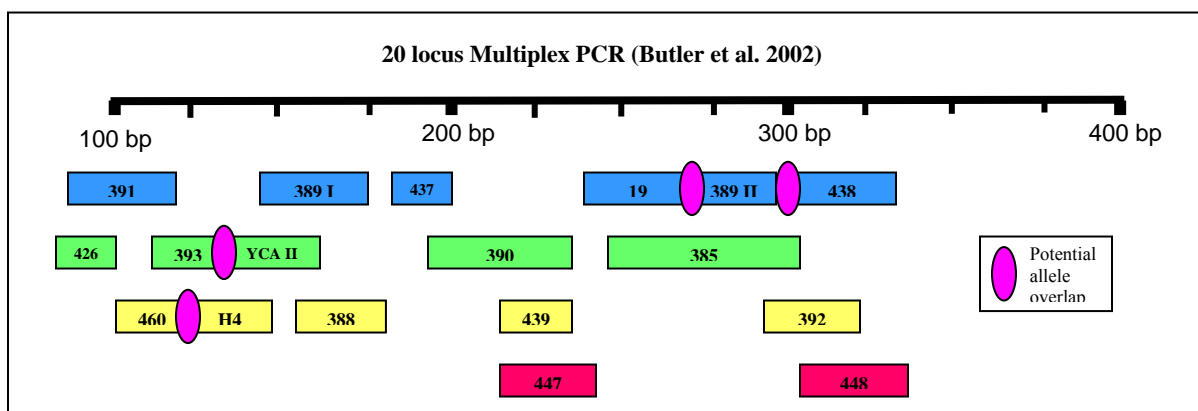 20 locus Multiplex PCR (Butler et al. 2002)
100 bp 200 bp 300 bp 400 bp
391 389 I 437 19 389 II 438
426 393 YCA II 390 385
460 H4 388 439 392
447 448
Potential
allele
overlap